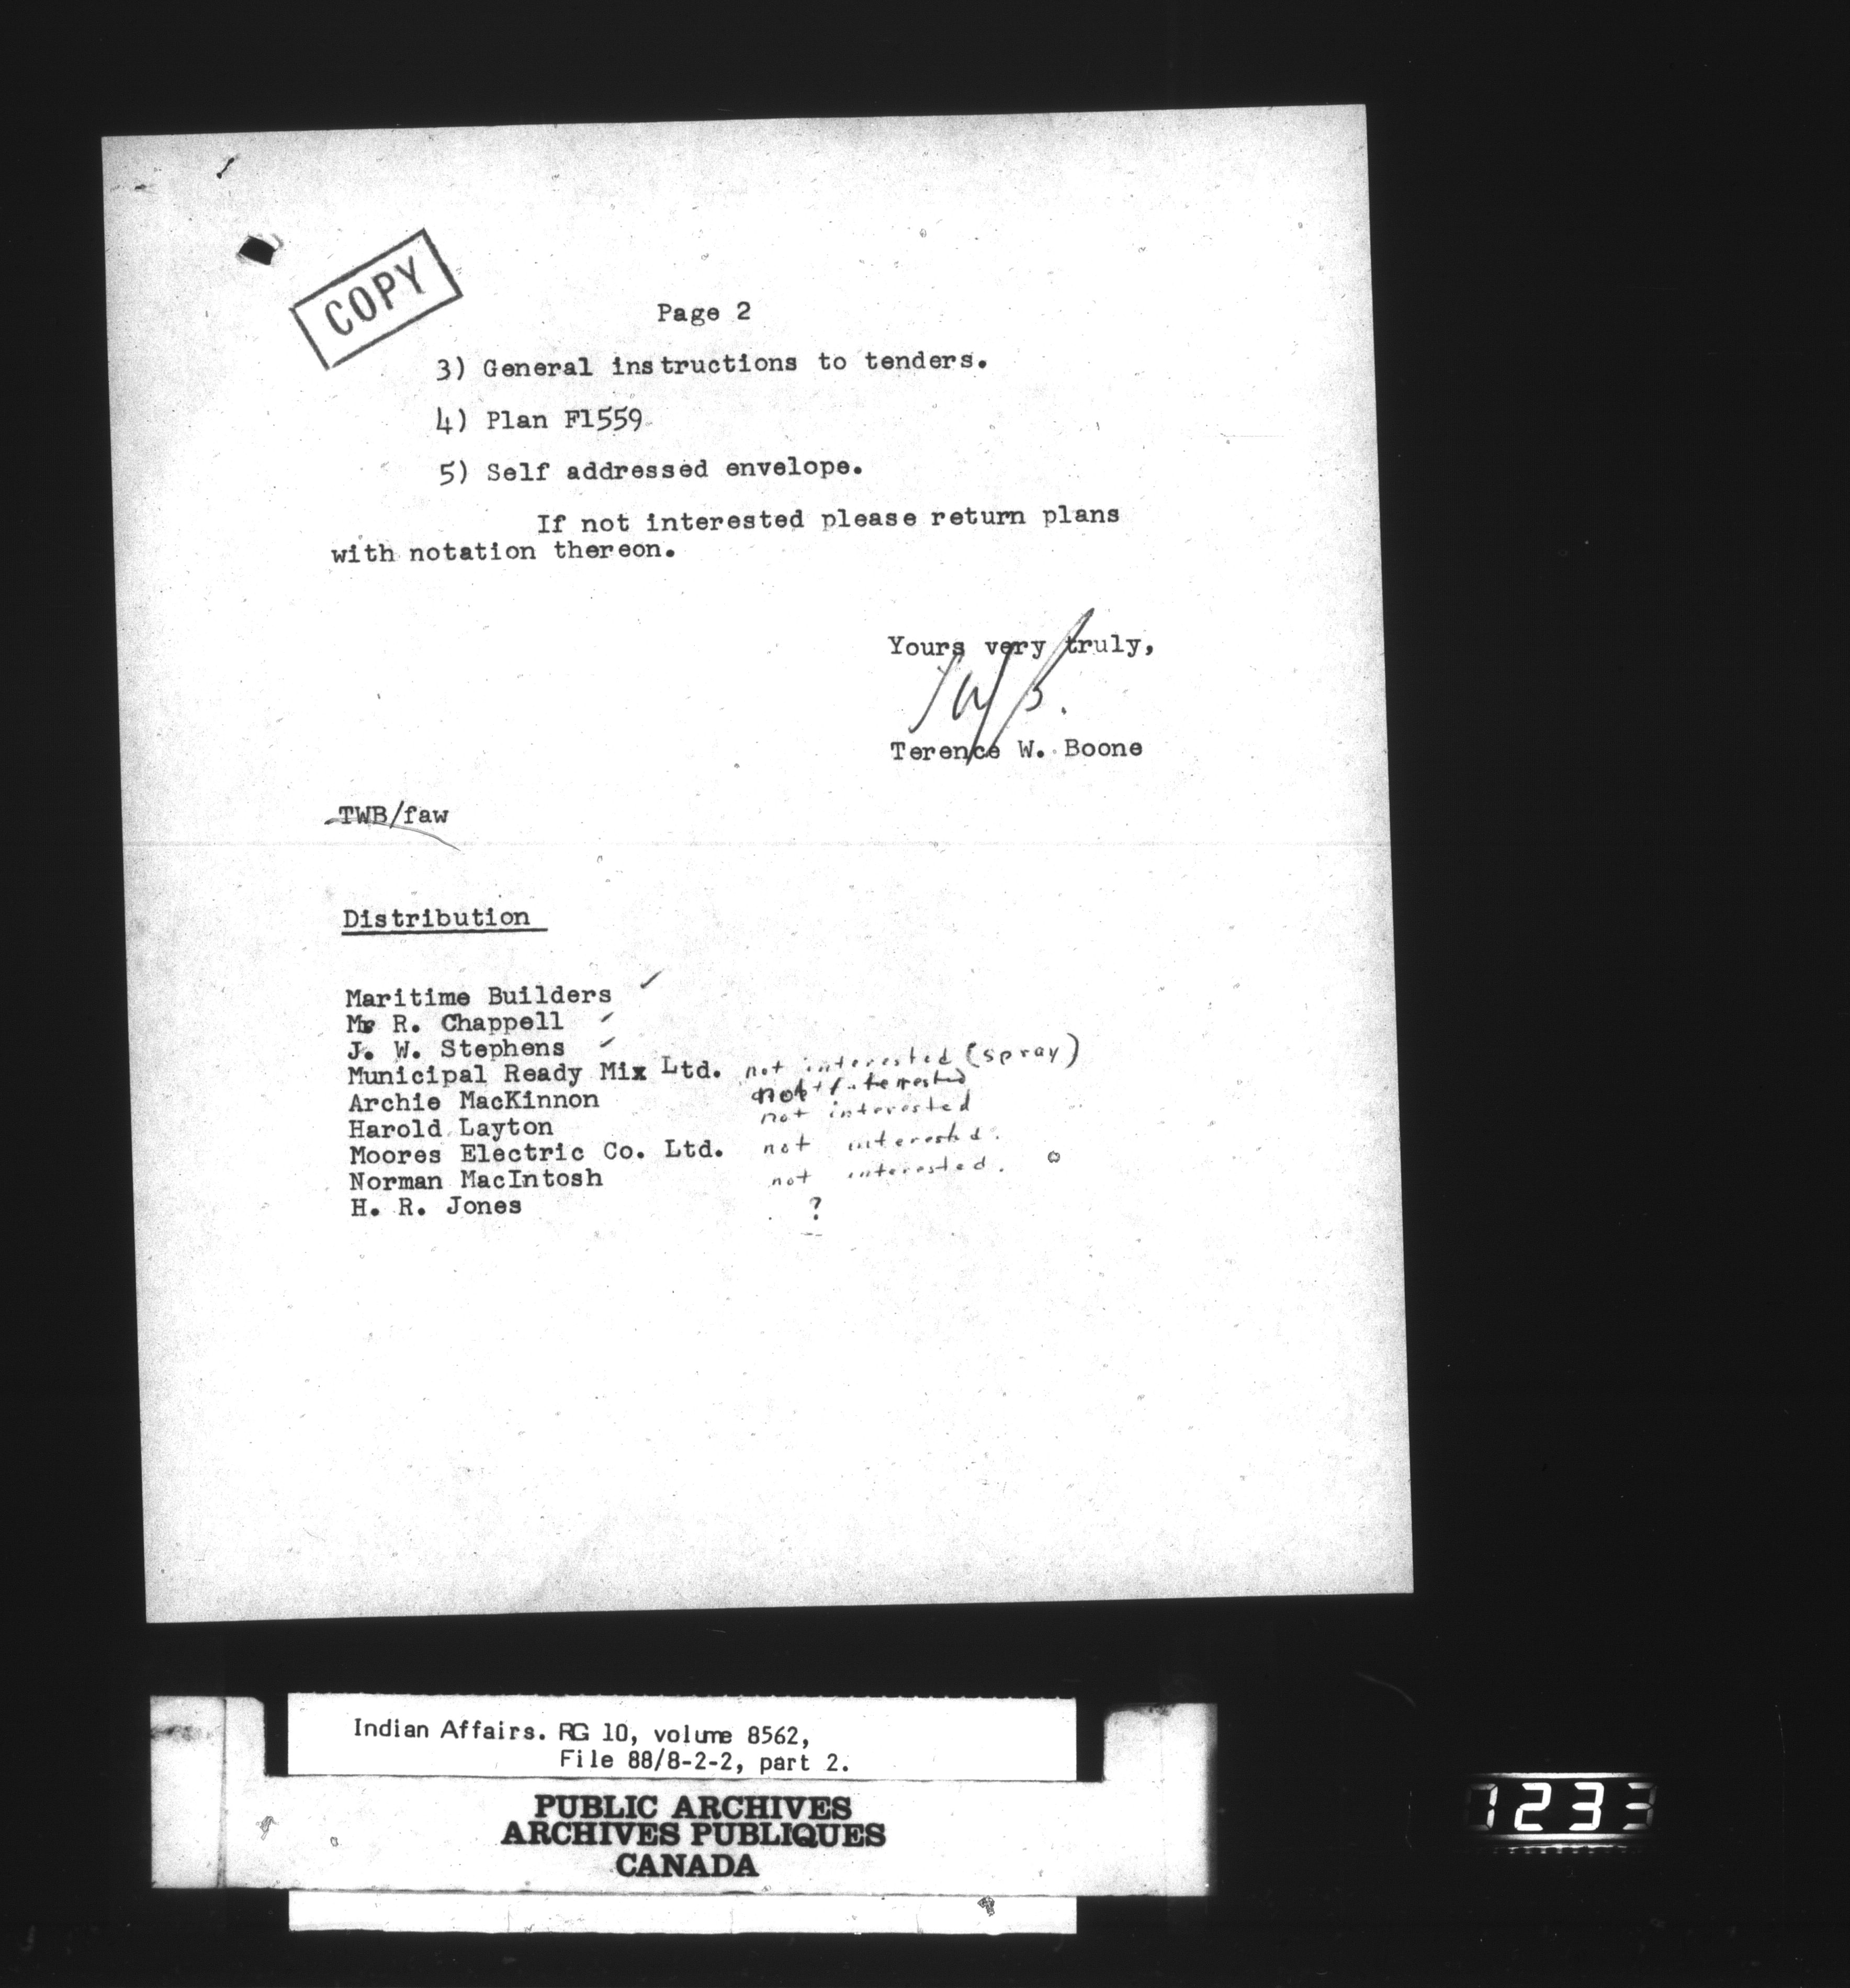 COPY
Page 2
3) General instructions to tenders.
4) Plan F1559
5) Self addressed envelope.
If not interested please return plans
with notation thereon.
Yours very truly,
TWB.
Terence W. Boone
TWB/faw
Distribution
Maritime Builders ✓
Mr R. Chappell ✓
J. W. Stephens ✓
Municipal Ready Mix Ltd. not interested (spray)
Archie MacKinnon not interested
Harold Layton not interested
Moores Electric Co. Ltd. not interested.
Norman MacIntosh not interested.
H. R. Jones ?
Indian Affairs. RG 10, volume 8562,
File 88/8-2-2, part 2.
PUBLIC ARCHIVES
ARCHIVES PUBLIQUES
CANADA
1233